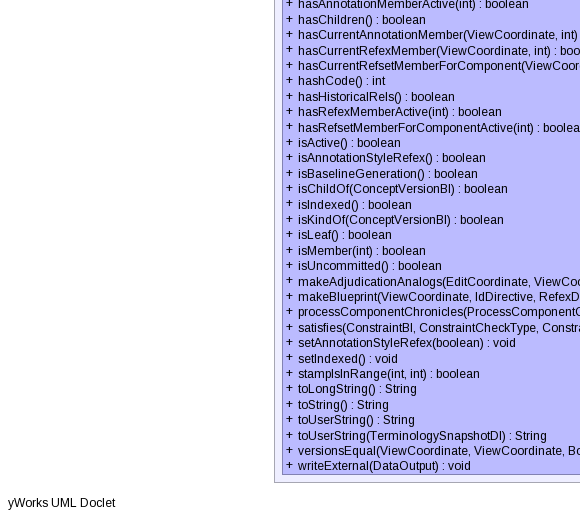 + hasAnnotationMemberActive(int) : boolean
+ hasChildren() : boolean
+ hasCurrentAnnotationMember(ViewCoordinate, int)
+ hasCurrentRefexMember(ViewCoordinate, int) : boo
+ hasCurrentRefsetMemberForComponent(ViewCoor
+ hashCode() : int
+ hasHistoricalRels() : boolean
+ hasRefexMemberActive(int) : boolean
+ hasRefsetMemberForComponentActive(int) : boolea
+ isActive() : boolean
+ isAnnotationStyleRefex() : boolean
+ isBaselineGeneration() : boolean
+ isChildOf(ConceptVersionBI) : boolean
+ isIndexed() : boolean
+ isKindOf(ConceptVersionBI) : boolean
+ isLeaf() : boolean
+ isMember(int) : boolean
+ isUncommitted() : boolean
+ makeAdjudicationAnalogs(EditCoordinate, ViewCoo
+ makeBlueprint(ViewCoordinate, IdDirective, RefexD
+ processComponentChronicles(ProcessComponentC
+ satisfies(ConstraintBI, ConstraintCheckType, Constra
+ setAnnotationStyleRefex(boolean) : void
+ setIndexed() : void
+ stampIsInRange(int, int) : boolean
+ toLongString() : String
+ toString() : String
+ toUserString() : String
+ toUserString(TerminologySnapshotDI) : String
+ versionsEqual(ViewCoordinate, ViewCoordinate, Bo
+ writeExternal(DataOutput) : void
yWorks UML Doclet